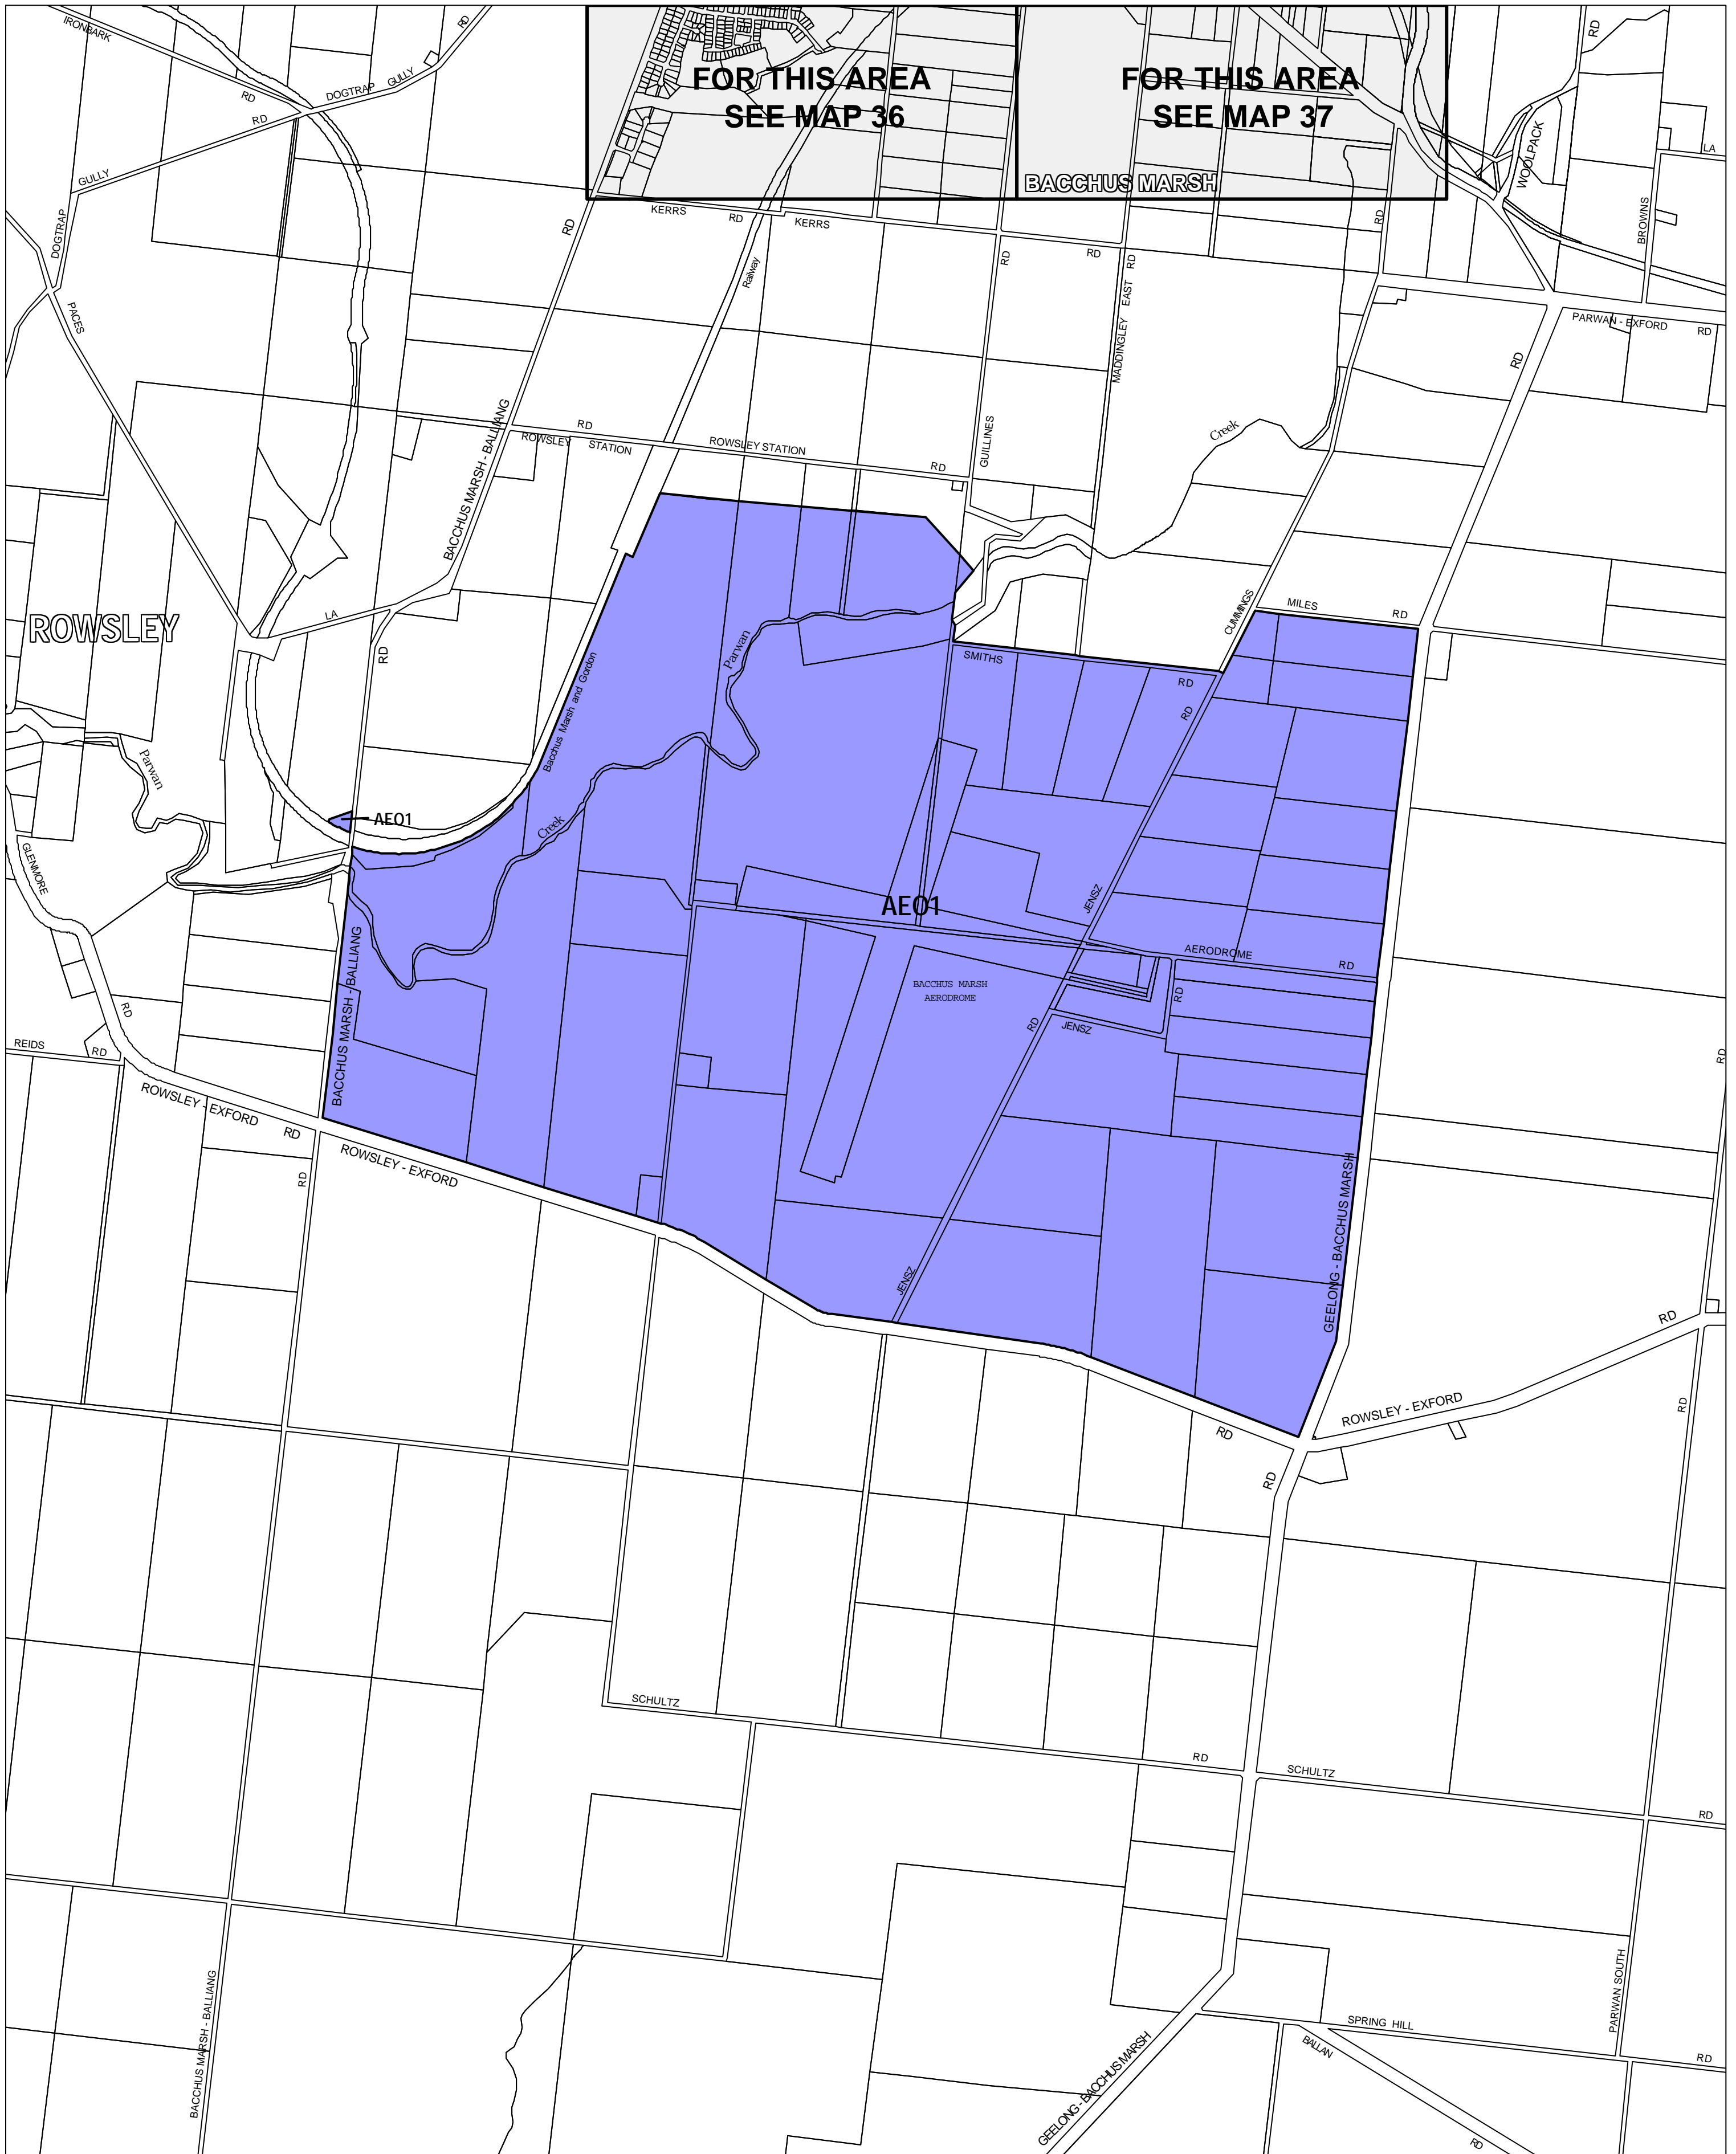 IRONBARK
RD
DOGTRAP GULLY
RD
RD
GULLY
DOGTRAP
PACES
FOR THIS AREA
SEE MAP 36
FOR THIS AREA
SEE MAP 37
BACCHUS MARSH
RD
WOOLPACK
LA
BROWNS
RD
KERRS
RD
KERRS
RD
RD
MADDINGLEY EAST RD
RD
PARWAN - EXFORD
RD
Railway
RD
BACCHUS MARSH - BALLIANG
RD
ROWSLEY STATION
ROWSLEY STATION
RD
GUILLINES
Creek
ROWSLEY
LA
RD
CUMMINGS
MILES
RD
SMITHS
RD
RD
Parwan
Bacchus Marsh and Gordon
Parwan
AEO1
Creek
GLENMORE
RD
JENSZ
AEO1
AERODROME
RD
BACCHUS MARSH
AERODROME
RD
RD
JENSZ
BACCHUS MARSH - BALLIANG
REIDS
RD
RD
ROWSLEY - EXFORD
RD
ROWSLEY - EXFORD
RD
GEELONG - BACCHUS MARSH
JENSZ
RD
ROWSLEY - EXFORD
RD
RD
RD
SCHULTZ
RD
SCHULTZ
RD
BACCHUS MARSH - BALLIANG
PARWAN SOUTH
SPRING HILL
RD
BALLAN
RD
GEELONG - BACCHUS MARSH